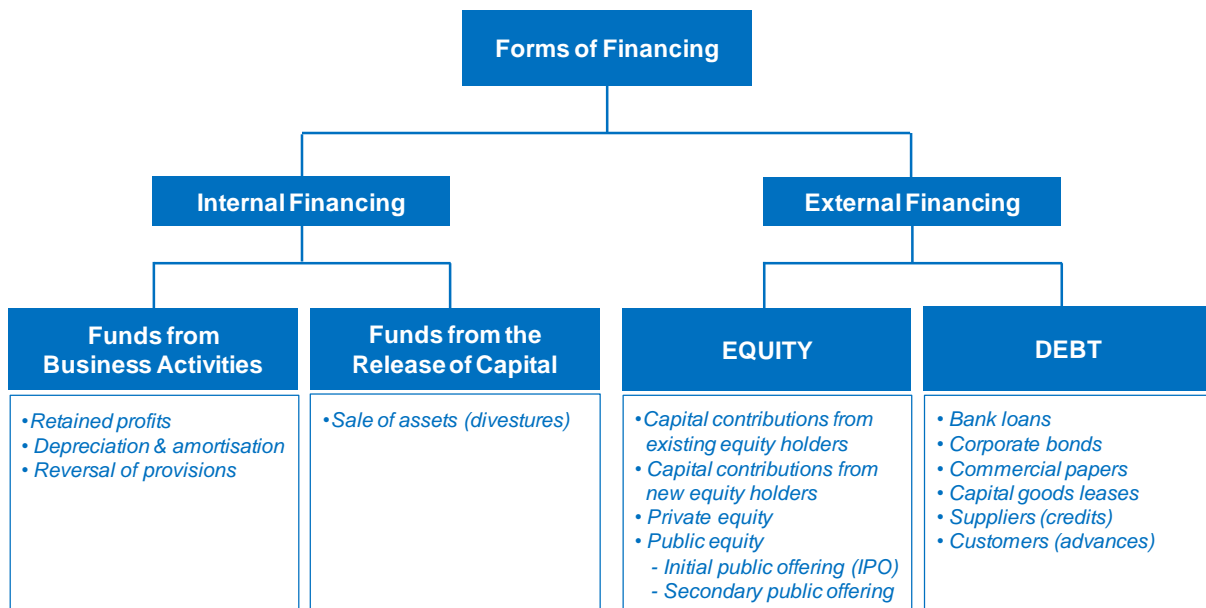 Forms of Financing
Internal Financing
External Financing
Funds from
Business Activities
Funds from the
Release of Capital
EQUITY
DEBT
•Retained profits
• Depreciation & amortisation
• Reversal of provisions
•Sale of assets (divestures)
•Capital contributions from
existing equity holders
• Capital contributions from
new equity holders
• Private equity
• Public equity
- Initial public offering (IPO)
- Secondary public offering
• Bank loans
• Corporate bonds
• Commercial papers
• Capital goods leases
• Suppliers (credits)
• Customers (advances)